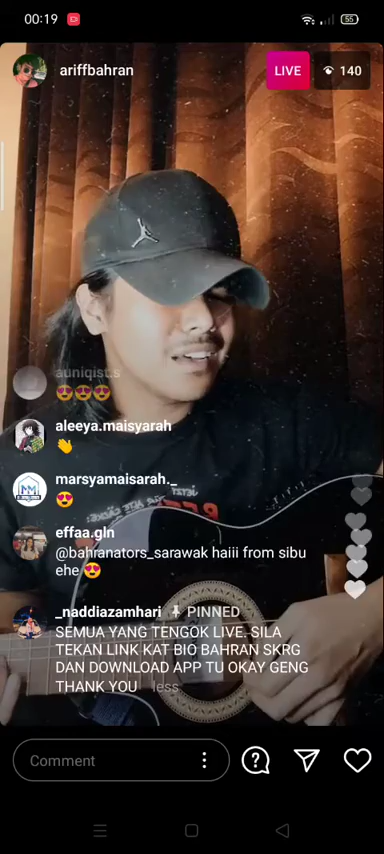 00:19
55
ariffbahran
LIVE
140
auniqist.s
😍😍😍
aleeya.maisyarah
👋
marsyamaisarah._
😍
effaa.gln
@bahranators_sarawak haiii from sibu
ehe 😍
_naddiazamhari PINNED
SEMUA YANG TENGOK LIVE. SILA
TEKAN LINK KAT BIO BAHRAN SKRG
DAN DOWNLOAD APP TU OKAY GENG
THANK YOU less
Comment